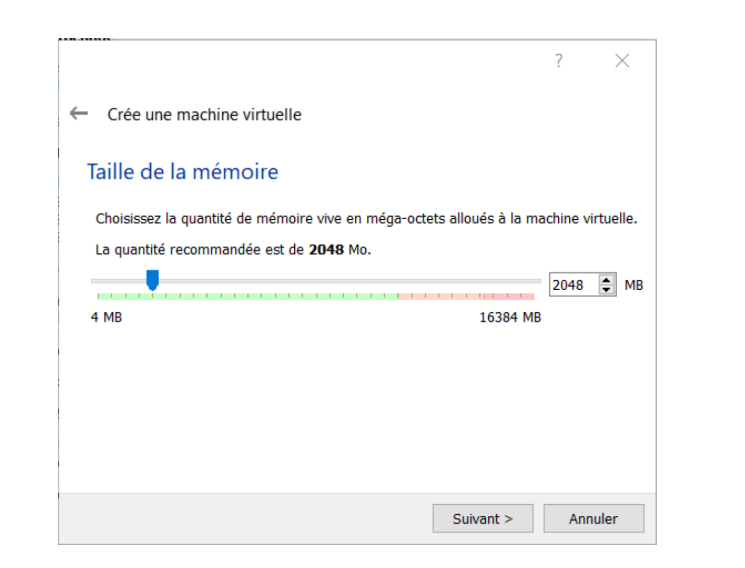 ?
← Crée une machine virtuelle
Taille de la mémoire
Choisissez la quantité de mémoire vive en méga-octets alloués à la machine virtuelle.
La quantité recommandée est de 2048 Mo.
2048 MB
4 MB 16384 MB
Suivant > Annuler